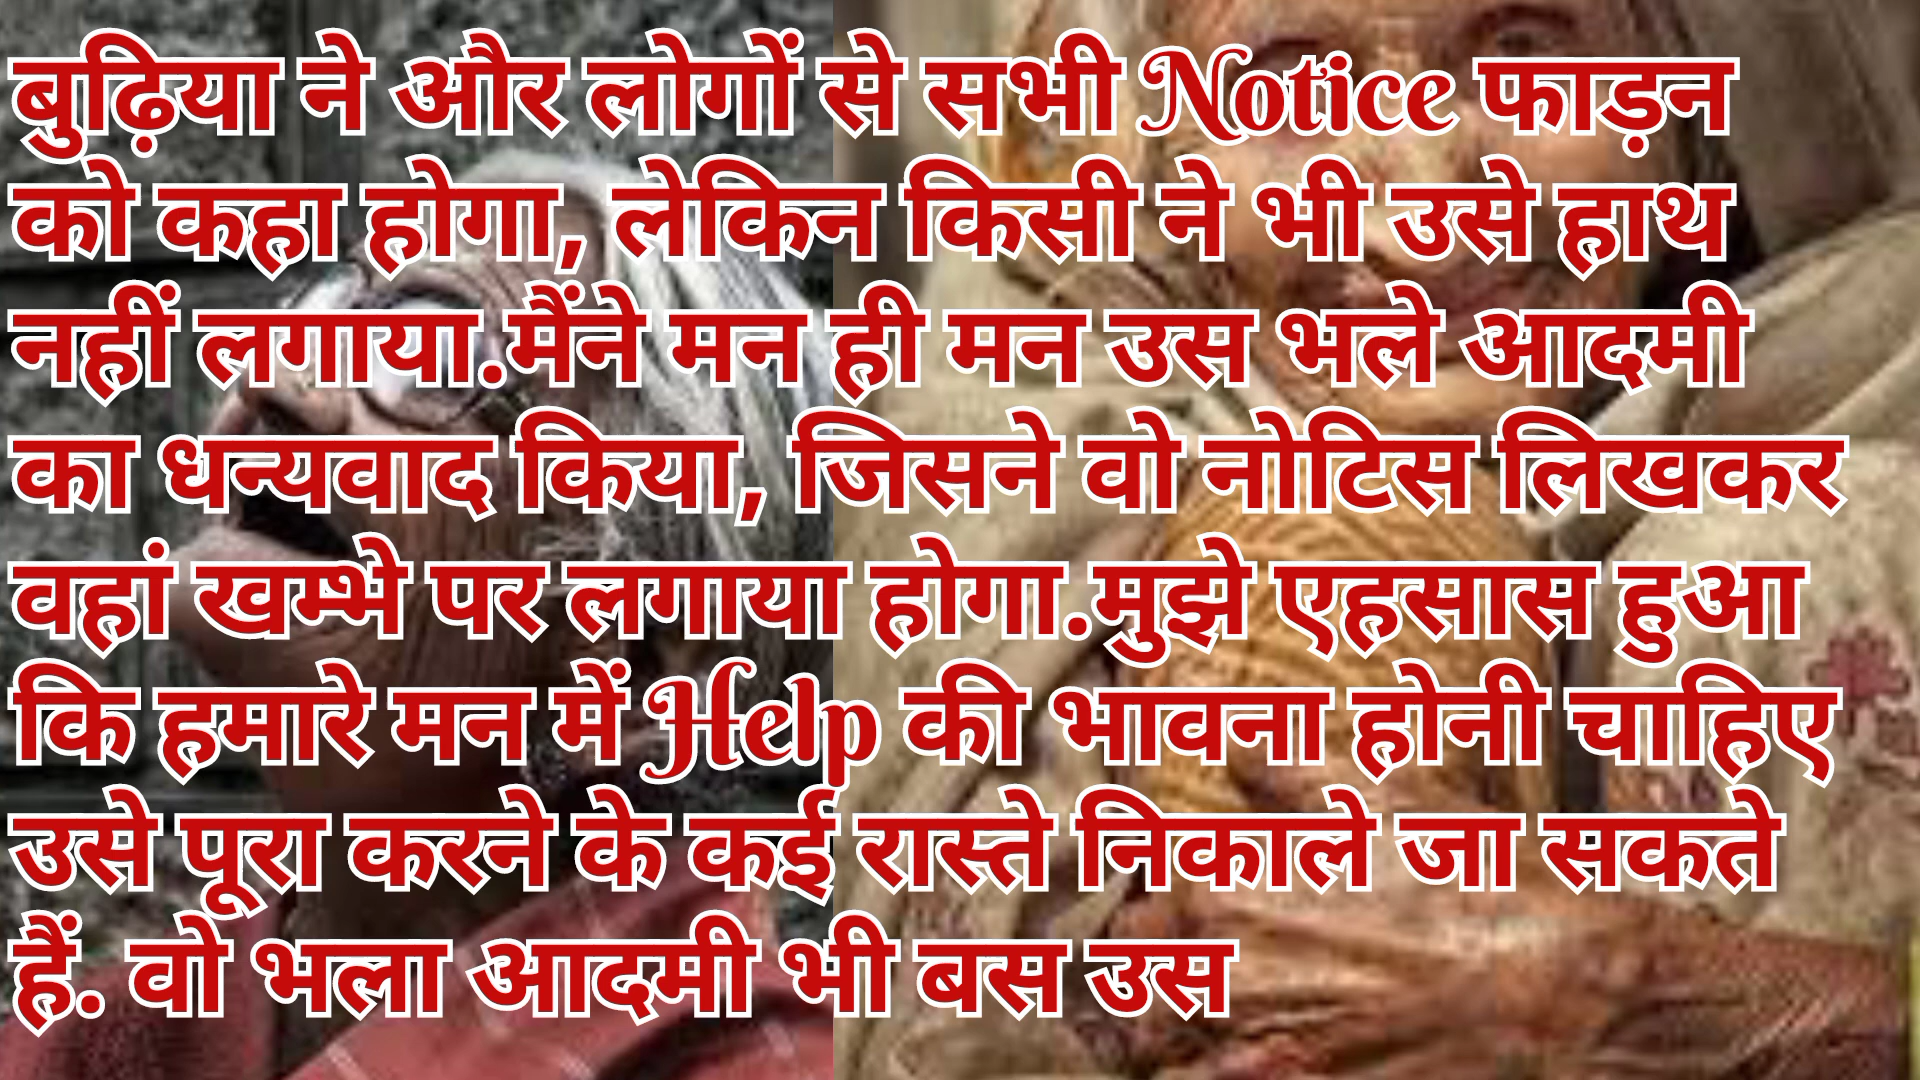 बुढ़िया ने और लोगों से सभी Notice फाड़न
को कहा होगा, लेकिन किसी ने भी उसे हाथ
नहीं लगाया.मैंने मन ही मन उस भले आदमी
का धन्यवाद किया, जिसने वो नोटिस लिखकर
वहां खम्भे पर लगाया होगा.मुझे एहसास हुआ
कि हमारे मन में Help की भावना होनी चाहिए
उसे पूरा करने के कई रास्ते निकाले जा सकते
हैं. वो भला आदमी भी बस उस